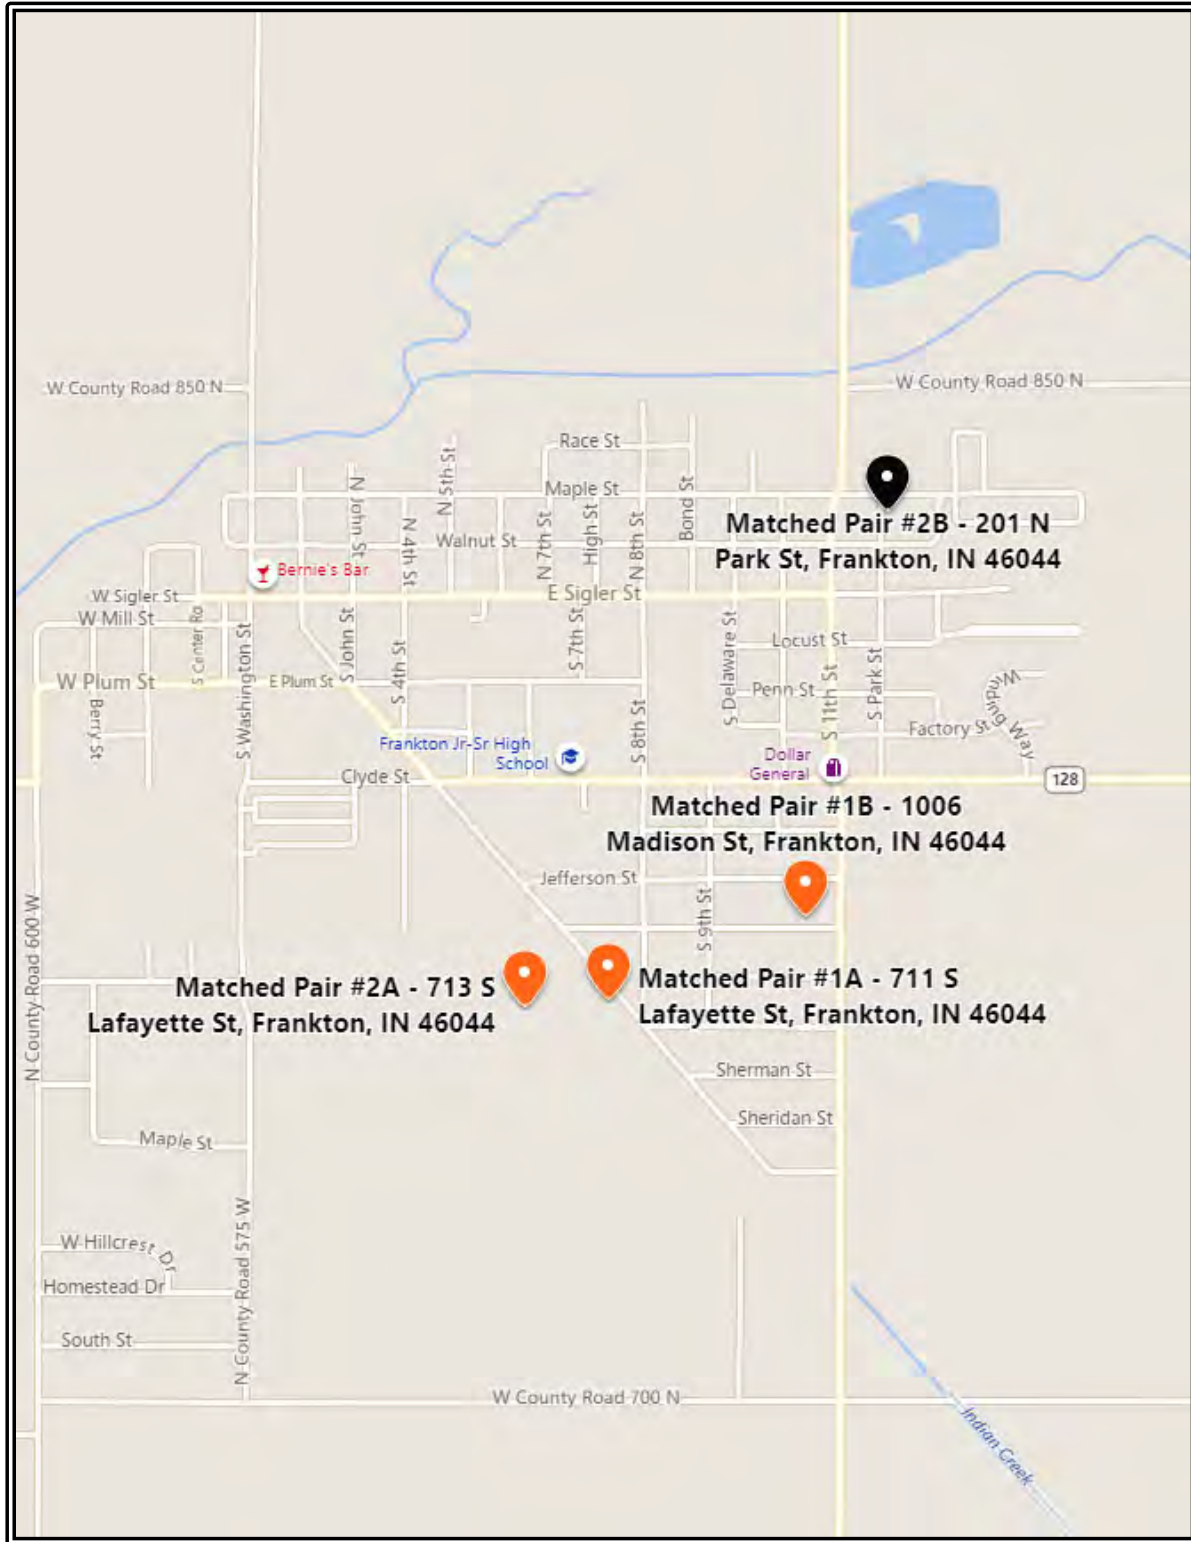 W County Road 850 N
W County Road 850 N
Race St
N 5th St
Bond St
N John St
Maple St
N 4th St
N 7th St
High St
N 8th St
Walnut St
Matched Pair #2B - 201 N
Park St, Frankton, IN 46044
Bernie's Bar
W Sigler St
E Sigler St
W Mill St
S Center Ro
S Washington St
S John St
S 4th St
S 7th St
S Delaware St
Locust St
S Park St
W Plum St
E Plum St
Penn St
S 11th St
Winding Way
Berry St
S 8th St
Factory St
Frankton Jr-Sr High
School
Dollar
General
Clyde St
128
Matched Pair #1B - 1006
Madison St, Frankton, IN 46044
Jefferson St
S 9th St
N County Road 600 W
Matched Pair #2A - 713 S
Lafayette St, Frankton, IN 46044
Matched Pair #1A - 711 S
Lafayette St, Frankton, IN 46044
Sherman St
Sheridan St
Maple St
N County Road 575 W
W Hillcrest Dr
Homestead Dr
South St
W County Road 700 N
Indian Creek